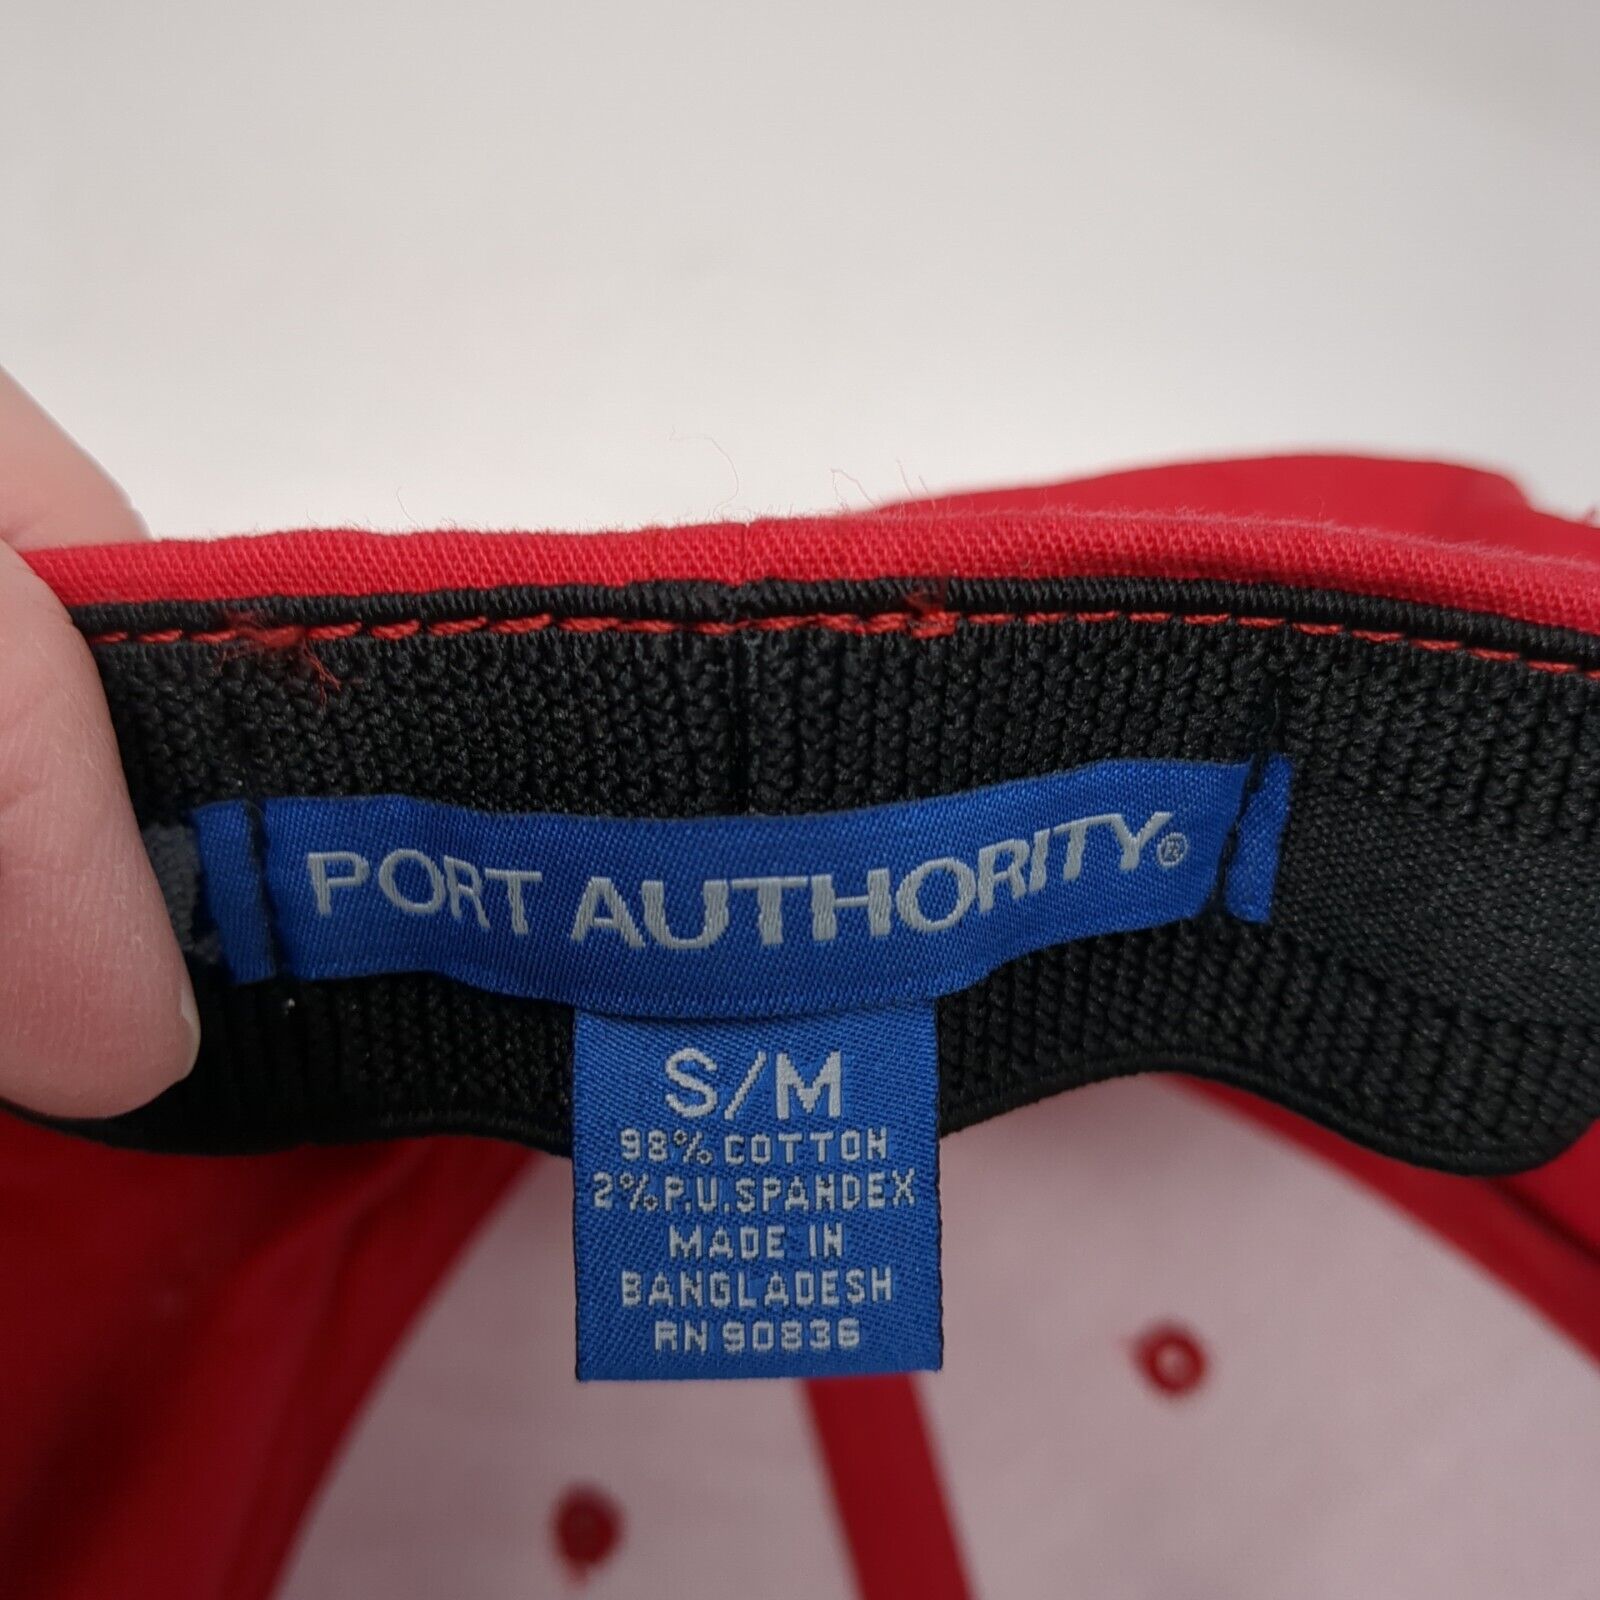 PORT AUTHORITY®
S/M
98% COTTON
2% P.U. SPANDEX
MADE IN
BANGLADESH
RN 90836